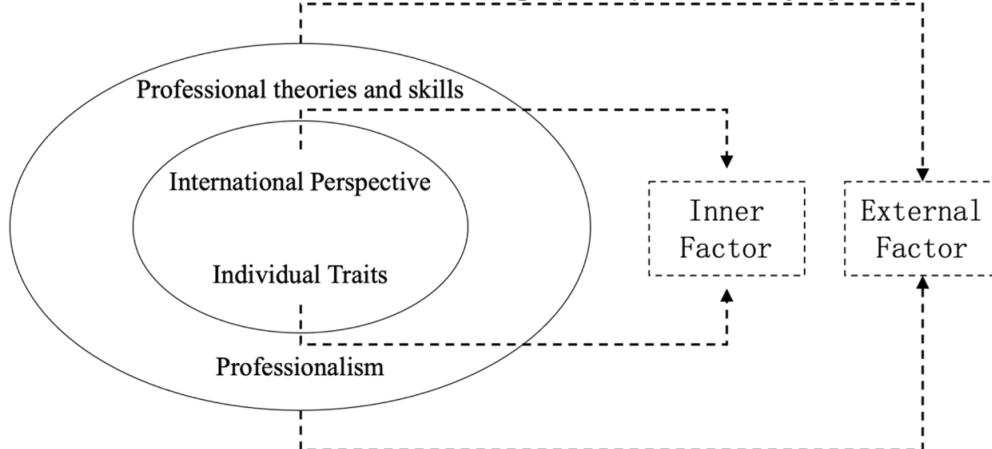 Professional theories and skills
International Perspective
Individual Traits
Professionalism
Inner
Factor
External
Factor